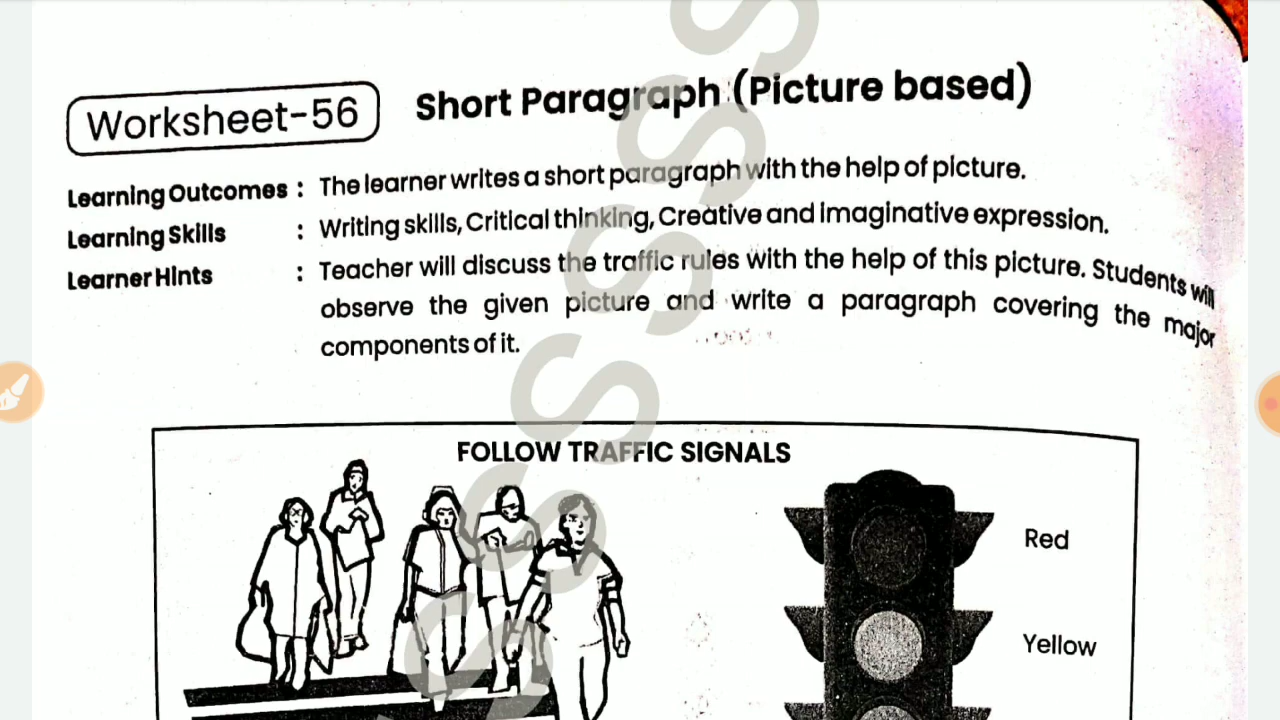 Worksheet-56
Short Paragraph (Picture based)
Learning Outcomes : The learner writes a short paragraph with the help of picture.
Learning Skills : Writing skills, Critical thinking, Creative and imaginative expression.
Learner Hints : Teacher will discuss the traffic rules with the help of this picture. Students will
observe the given picture and write a paragraph covering the major
components of it.
FOLLOW TRAFFIC SIGNALS
Red
Yellow
SSSSS